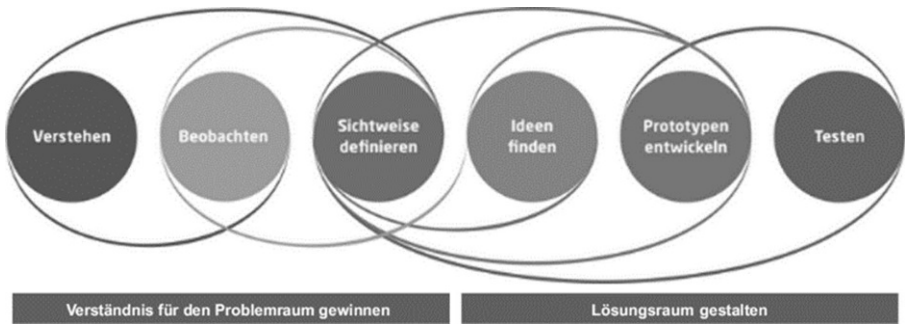 Verstehen
Beobachten
Sichtweise
definieren
Ideen
finden
Prototypen
entwickeln
Testen
Verständnis für den Problemraum gewinnen
Lösungsraum gestalten